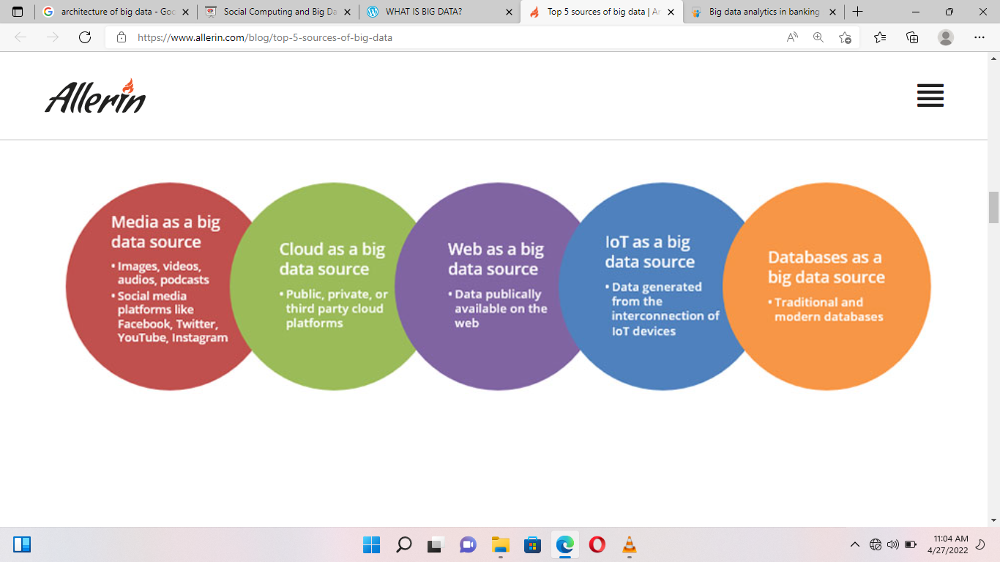 architecture of big data - Goo
Social Computing and Big Da
WHAT IS BIG DATA?
Top 5 sources of big data | Ar
Big data analytics in banking
https://www.allerin.com/blog/top-5-sources-of-big-data
Allerin
Media as a big
data source
• Images, videos,
audios, podcasts
• Social media
platforms like
Facebook, Twitter,
YouTube, Instagram
Cloud as a big
data source
• Public, private, or
third party cloud
platforms
Web as a big
data source
• Data publically
available on the
web
IoT as a big
data source
• Data generated
from the
interconnection of
IoT devices
Databases as a
big data source
• Traditional and
modern databases
11:04 AM
4/27/2022